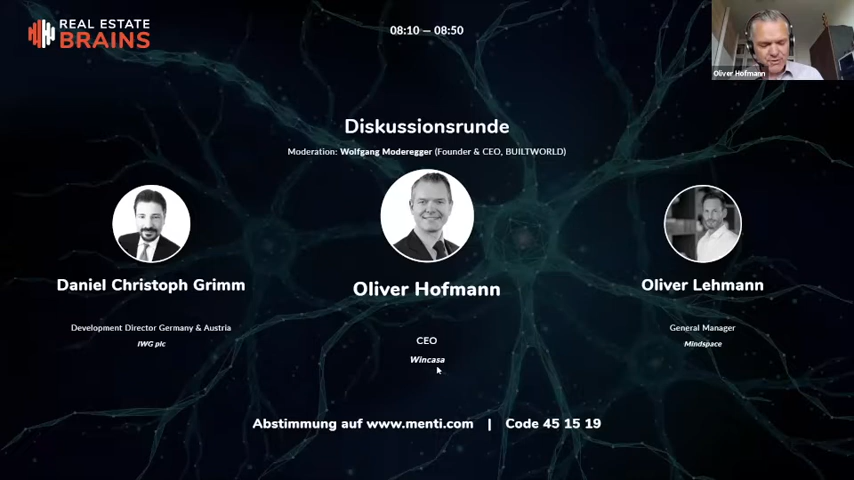 REAL ESTATE
BRAINS
08:10 — 08:50
Oliver Hofmann
Diskussionsrunde
Moderation: Wolfgang Moderegger (Founder & CEO, BUILTWORLD)
Daniel Christoph Grimm
Development Director Germany & Austria
IWG plc
Oliver Hofmann
CEO
Wincasa
Oliver Lehmann
General Manager
Mindspace
Abstimmung auf www.menti.com | Code 45 15 19